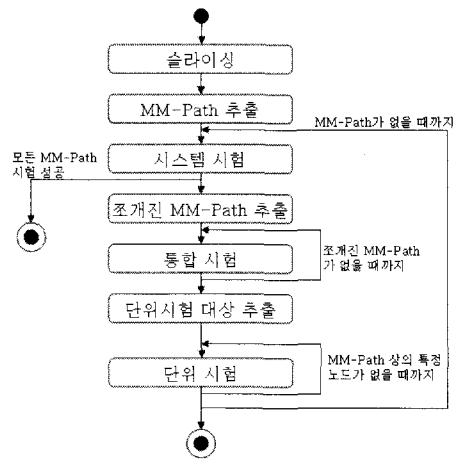 슬라이싱
MM-Path 추출
MM-Path가 없을 때까지
모든 MM-Path
시험 성공
시스템 시험
쪼개진 MM-Path 추출
통합 시험
쪼개진 MM-Path
가 없을 때까지
단위시험 대상 추출
MM-Path 상의 특정
노드가 없을 때까지
단위 시험